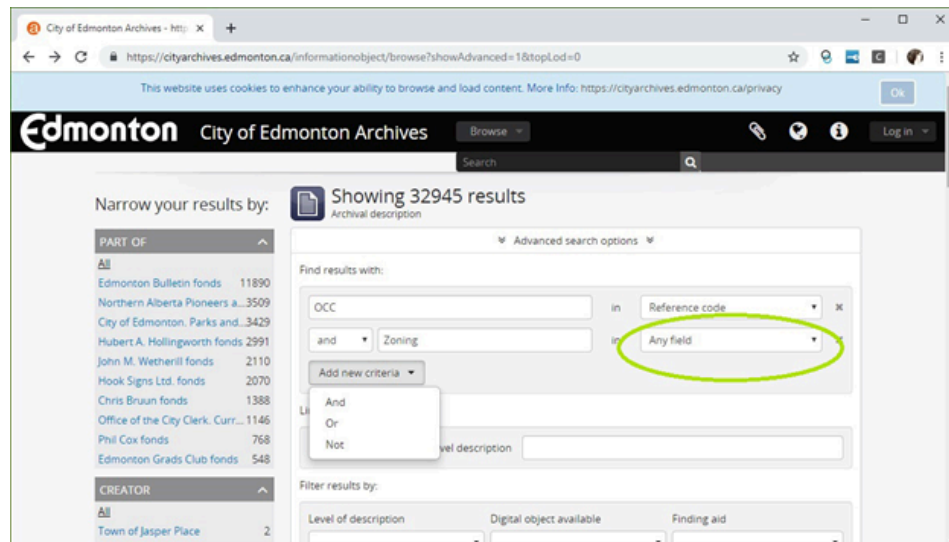 City of Edmonton Archives - http
https://cityarchives.edmonton.ca/informationobject/browse?showAdvanced=1&topLod=0
This website uses cookies to enhance your ability to browse and load content. More Info: https://cityarchives.edmonton.ca/privacy
Ok
Edmonton City of Edmonton Archives Browse Log in
Search
Narrow your results by:
Showing 32945 results
Archival description
PART OF
Advanced search options
All
Find results with:
Edmonton Bulletin fonds 11890
Northern Alberta Pioneers a...3509
OCC in Reference code
City of Edmonton. Parks and...3429
Hubert A. Hollingworth fonds 2991
and Zoning in Any field
John M. Wetherill fonds 2110
Hook Signs Ltd. fonds 2070
Add new criteria
Chris Bruun fonds 1388
And
Office of the City Clerk. Curr...1146
Or
Phil Cox fonds 768
Not
vel description
Edmonton Grads Club fonds 548
CREATOR
Filter results by:
All
Level of description Digital object available Finding aid
Town of Jasper Place 2